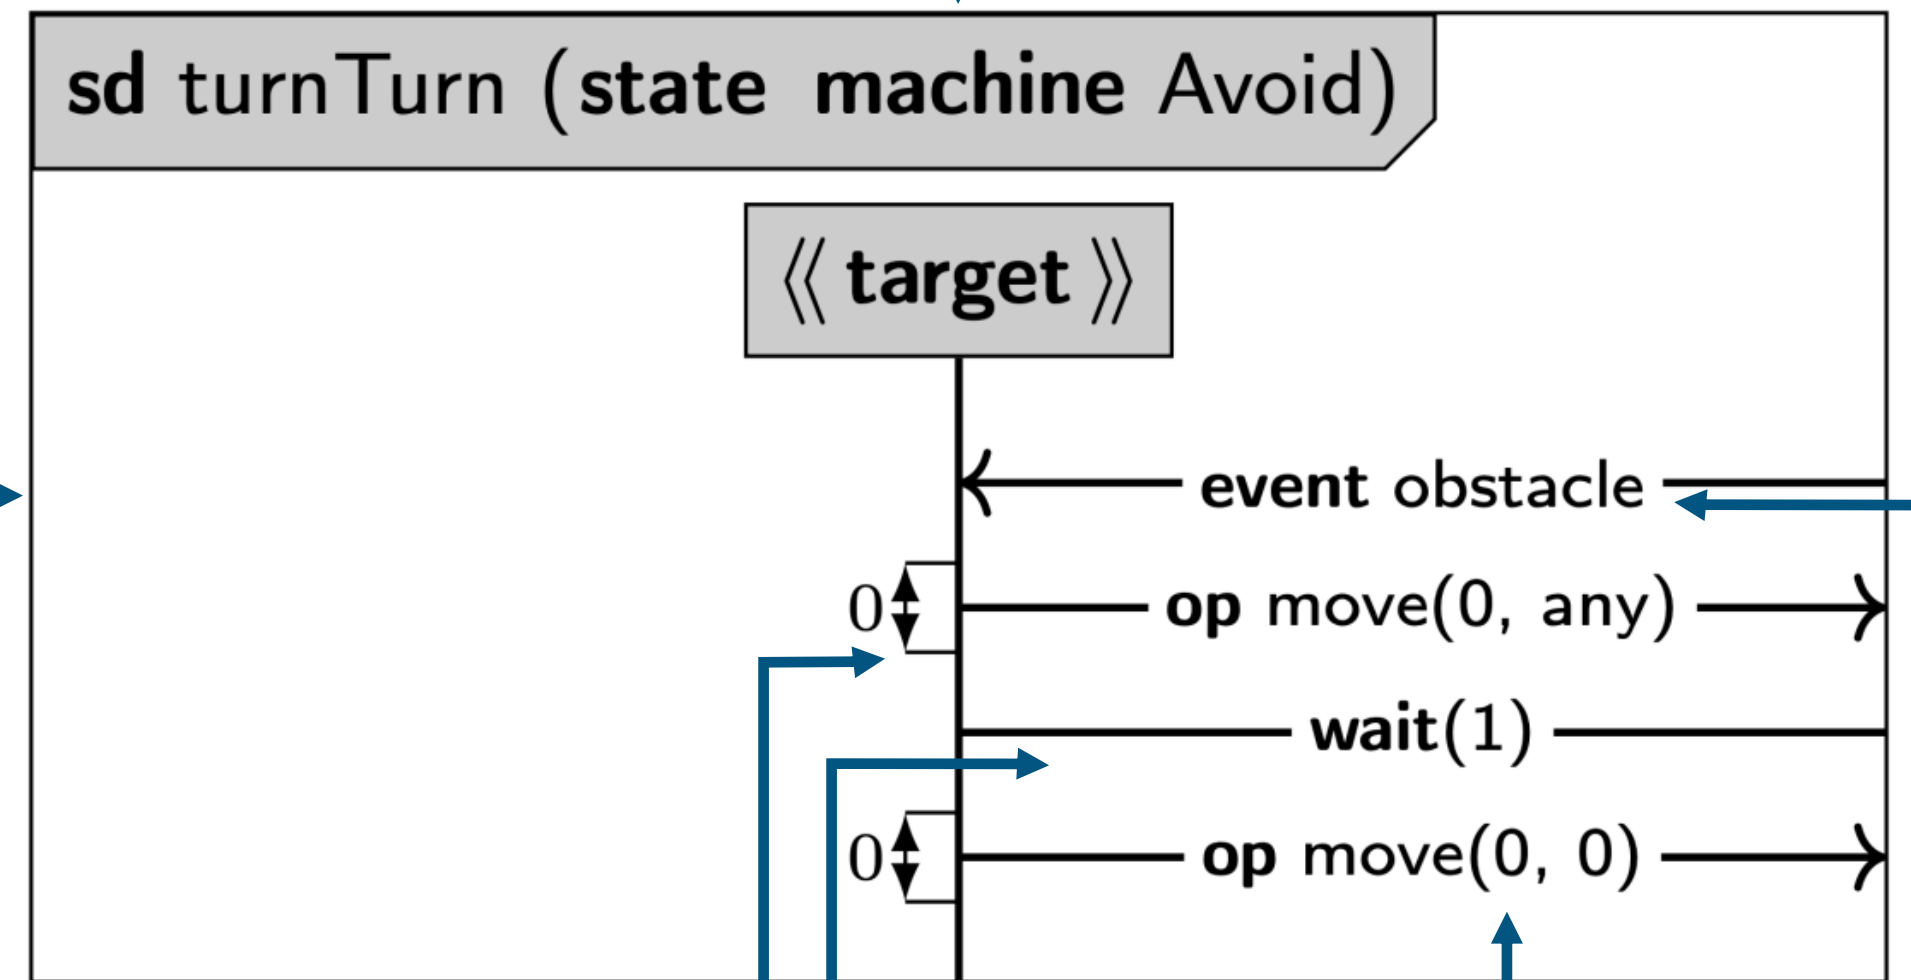 sd turnTurn (state machine Avoid)
⟪ target ⟫
event obstacle
0 op move(0, any)
wait(1)
0 op move(0, 0)